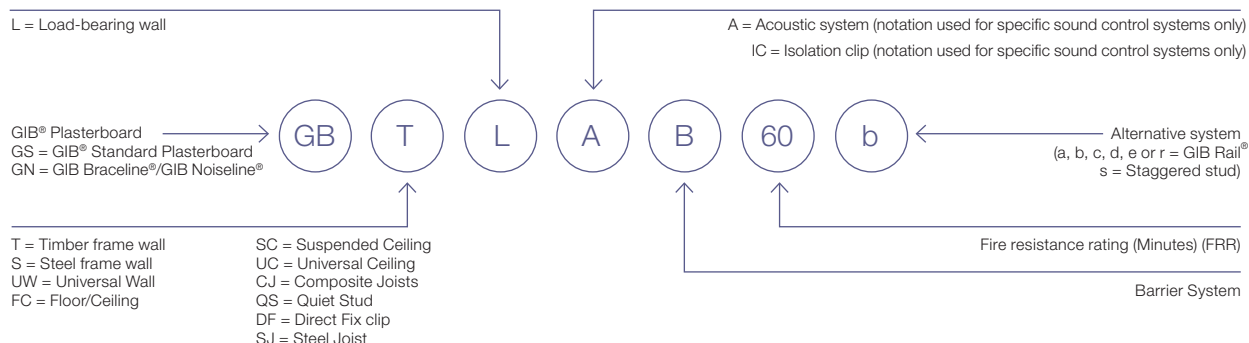 L = Load-bearing wall
A = Acoustic system (notation used for specific sound control systems only)
IC = Isolation clip (notation used for specific sound control systems only)
GIB® Plasterboard
GS = GIB® Standard Plasterboard
GN = GIB Braceline®/GIB Noiseline®
GB T L A B 60 b
Alternative system
(a, b, c, d, e or r = GIB Rail®
s = Staggered stud)
T = Timber frame wall
S = Steel frame wall
UW = Universal Wall
FC = Floor/Ceiling
SC = Suspended Ceiling
UC = Universal Ceiling
CJ = Composite Joists
QS = Quiet Stud
DF = Direct Fix clip
SJ = Steel Joist
Fire resistance rating (Minutes) (FRR)
Barrier System